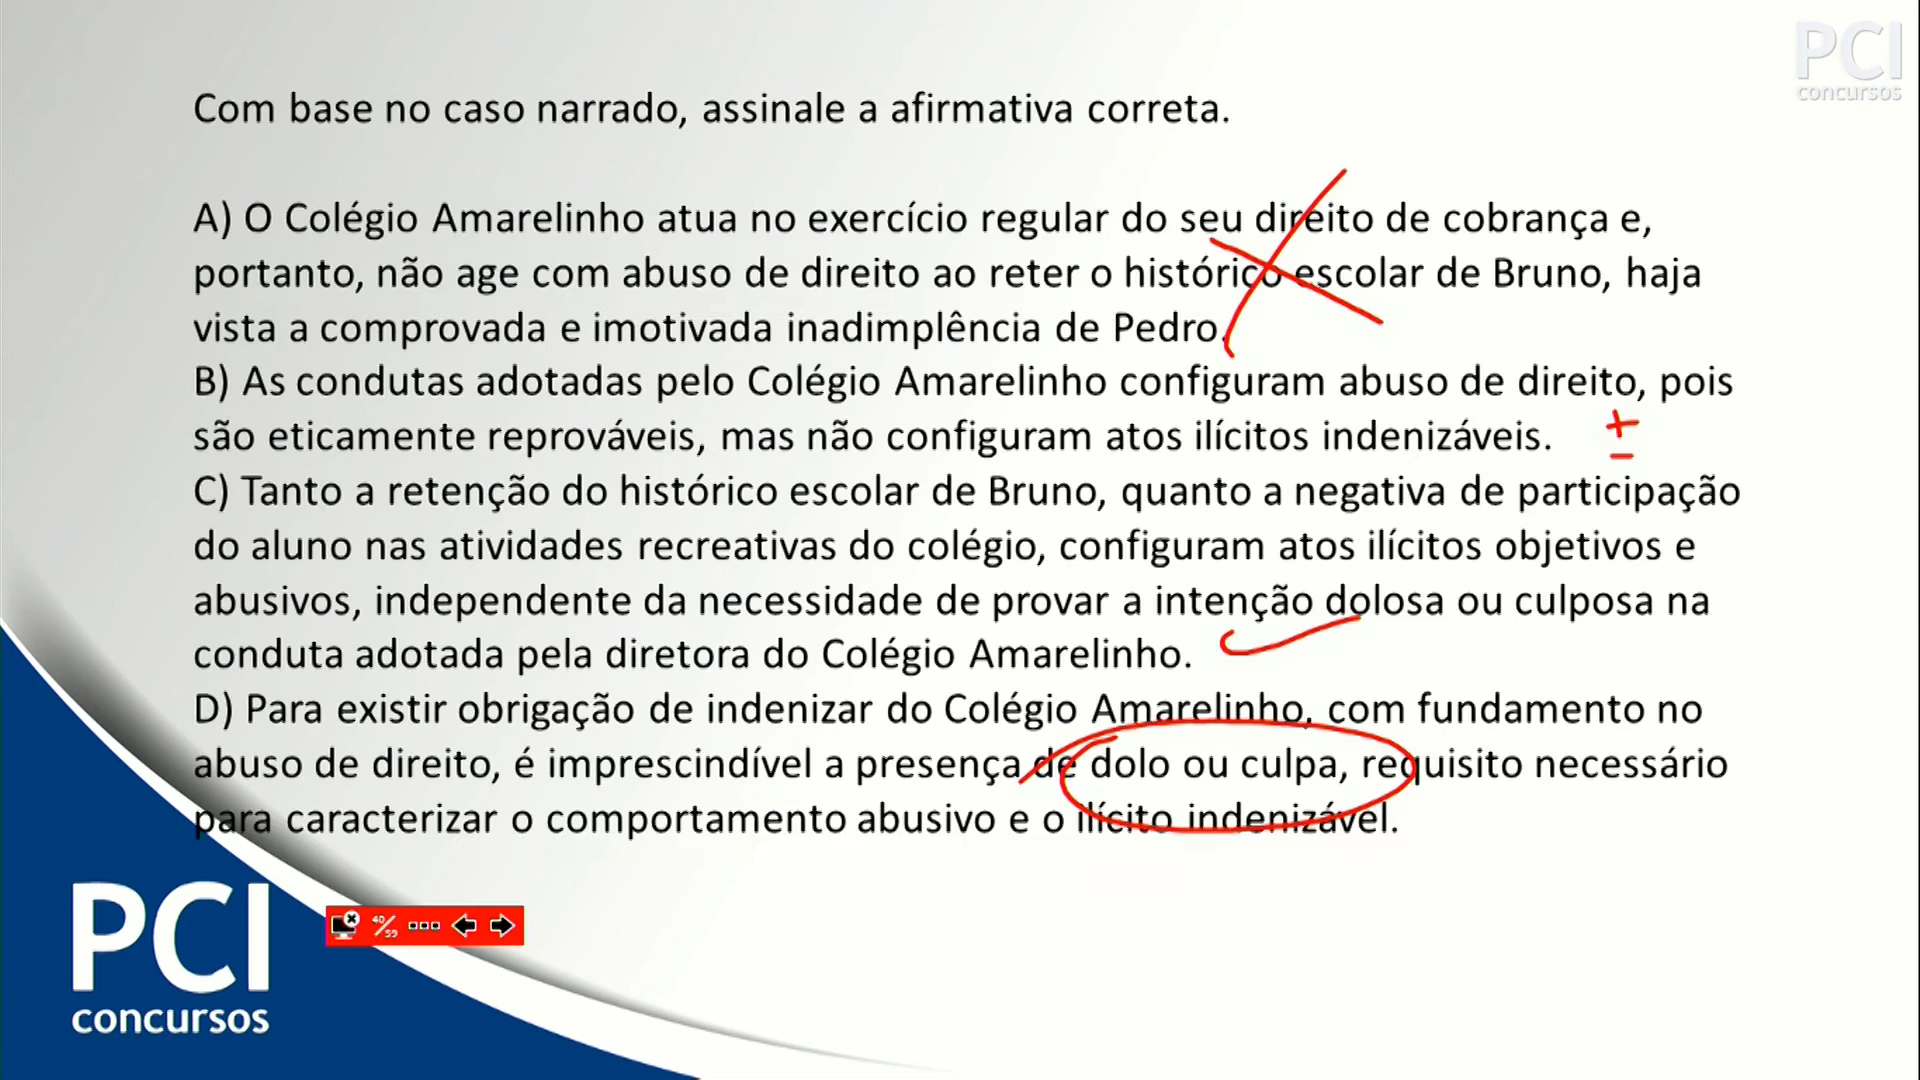 PCI
concursos
Com base no caso narrado, assinale a afirmativa correta.
A) O Colégio Amarelinho atua no exercício regular do seu direito de cobrança e,
portanto, não age com abuso de direito ao reter o histórico escolar de Bruno, haja
vista a comprovada e imotivada inadimplência de Pedro.
B) As condutas adotadas pelo Colégio Amarelinho configuram abuso de direito, pois
são eticamente reprováveis, mas não configuram atos ilícitos indenizáveis.
+
-
C) Tanto a retenção do histórico escolar de Bruno, quanto a negativa de participação
do aluno nas atividades recreativas do colégio, configuram atos ilícitos objetivos e
abusivos, independente da necessidade de provar a intenção dolosa ou culposa na
conduta adotada pela diretora do Colégio Amarelinho.
D) Para existir obrigação de indenizar do Colégio Amarelinho, com fundamento no
abuso de direito, é imprescindível a presença de dolo ou culpa, requisito necessário
para caracterizar o comportamento abusivo e o ilícito indenizável.
PCI
concursos
40/59